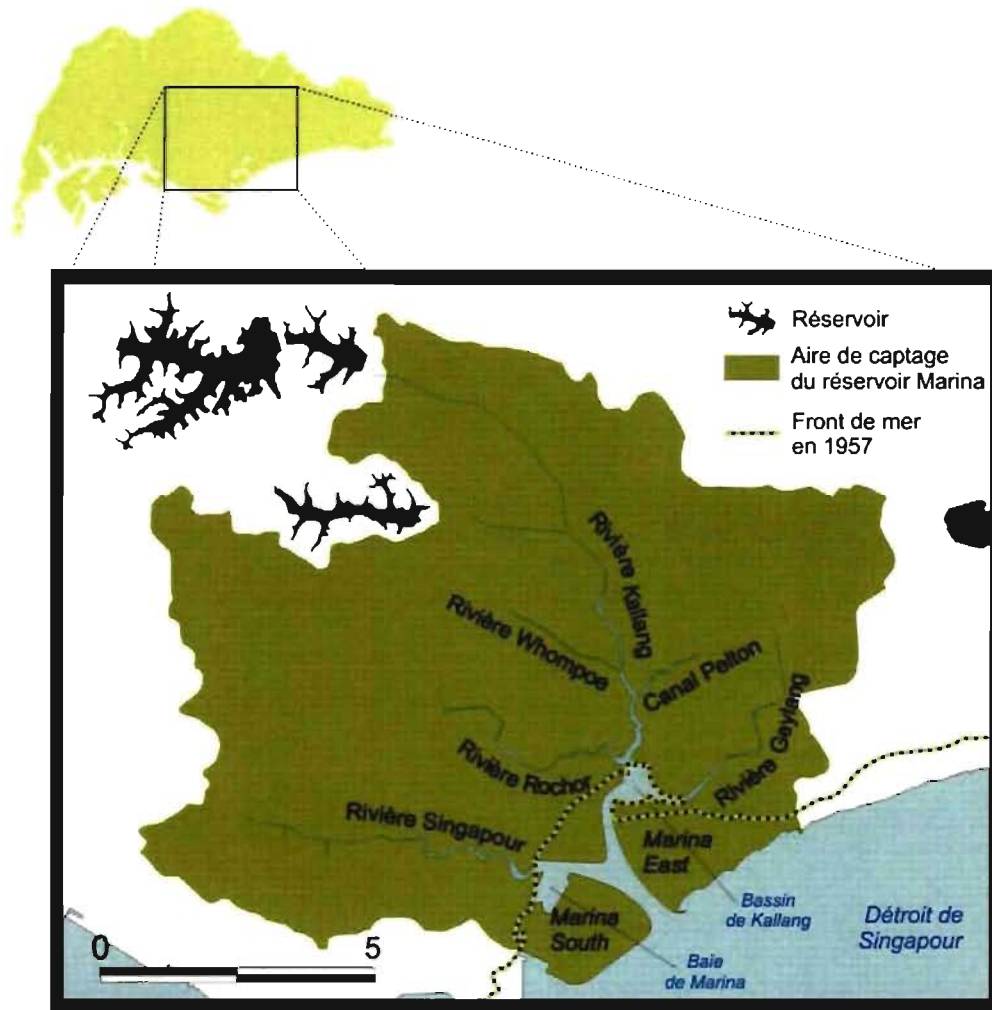 Réservoir
Aire de captage
du réservoir Marina
Front de mer
en 1957
Rivière Kallang
Rivière Whompoe
Canal Pelton
Rivière Geylang
Rivière Rochor
Rivière Singapour
Marina
East
Bassin
de Kallang
Détroit de
Singapour
Marina
South
Baie
de Marina
0 5